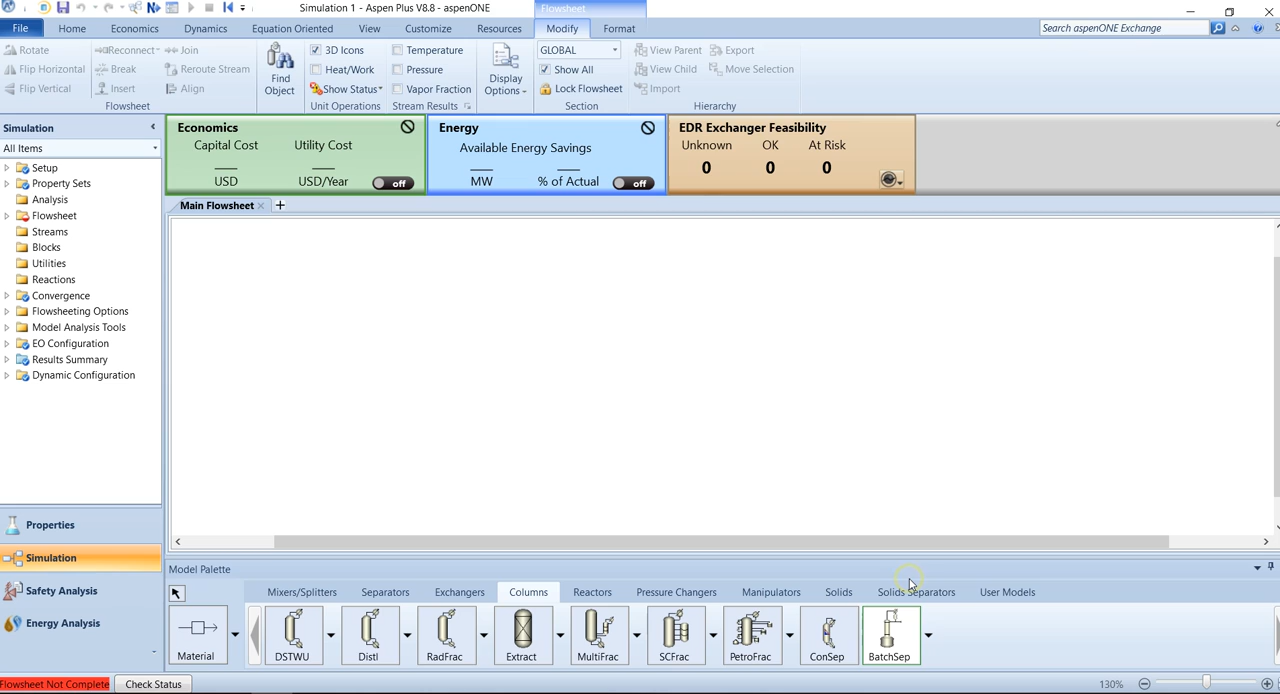 Simulation 1 - Aspen Plus V8.8 - aspenONE
Flowsheet
File Home Economics Dynamics Equation Oriented View Customize Resources Modify Format Search aspenONE Exchange
Rotate Reconnect Join
Flip Horizontal Break Reroute Stream
Flip Vertical Insert Align
Flowsheet
Find
Object
3D Icons
Heat/Work
Show Status
Unit Operations
Temperature
Pressure
Vapor Fraction
Stream Results
Display
Options
GLOBAL
Show All
Lock Flowsheet
Section
View Parent Export
View Child Move Selection
Import
Hierarchy
Simulation
All Items
Setup
Property Sets
Analysis
Flowsheet
Streams
Blocks
Utilities
Reactions
Convergence
Flowsheeting Options
Model Analysis Tools
EO Configuration
Results Summary
Dynamic Configuration
Properties
Simulation
Safety Analysis
Energy Analysis
Economics
Capital Cost Utility Cost
USD USD/Year off
Energy
Available Energy Savings
MW % of Actual off
EDR Exchanger Feasibility
Unknown OK At Risk
0 0 0
Main Flowsheet
Model Palette
Mixers/Splitters Separators Exchangers Columns Reactors Pressure Changers Manipulators Solids Solids Separators User Models
Material DSTWU Distl RadFrac Extract MultiFrac SCFrac PetroFrac ConSep BatchSep
Flowsheet Not Complete Check Status 130%